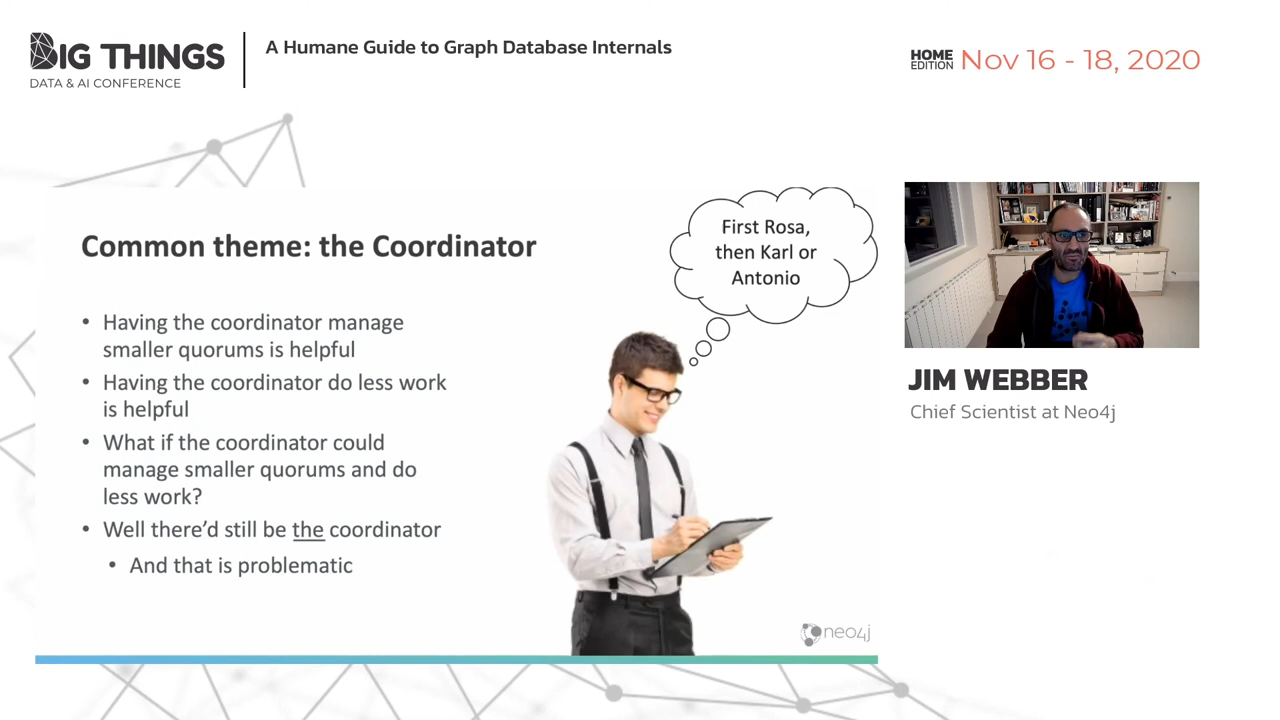 BIG THINGS
DATA & AI CONFERENCE
A Humane Guide to Graph Database Internals
HOME
EDITION
Nov 16 - 18, 2020
Common theme: the Coordinator
First Rosa,
then Karl or
Antonio
• Having the coordinator manage
smaller quorums is helpful
• Having the coordinator do less work
is helpful
• What if the coordinator could
manage smaller quorums and do
less work?
• Well there’d still be the coordinator
• And that is problematic
neo4j
JIM WEBBER
Chief Scientist at Neo4j